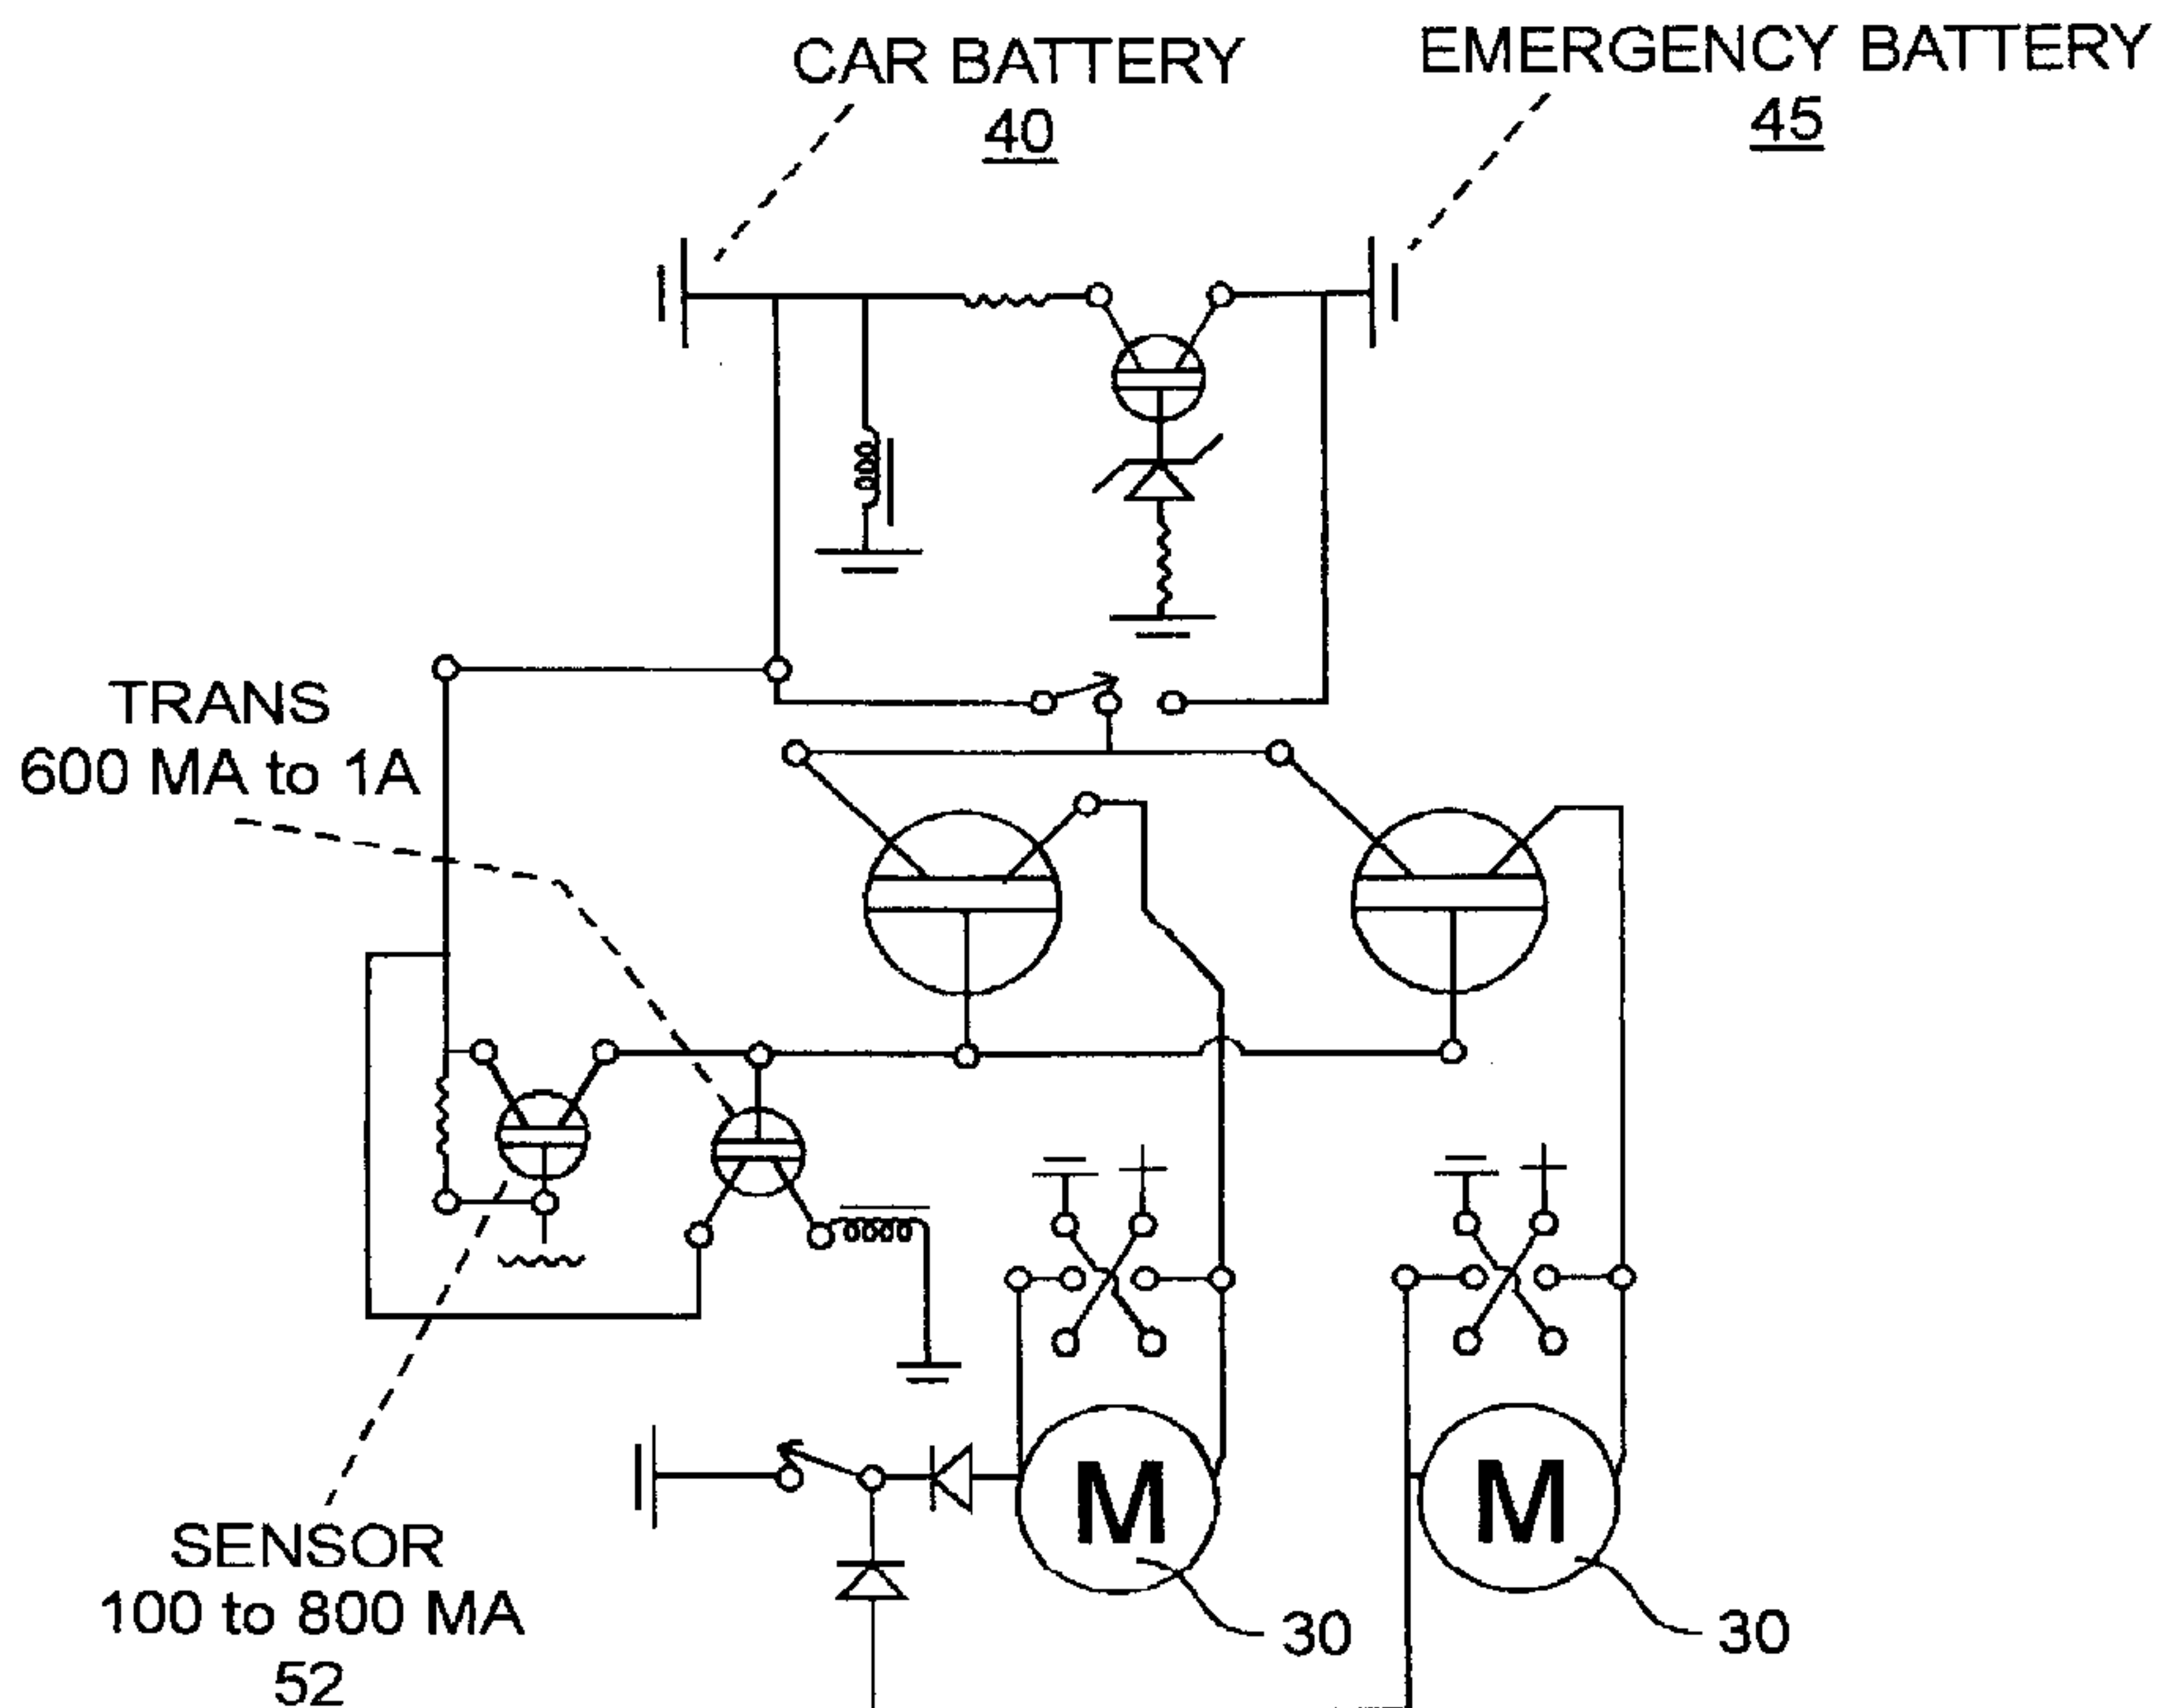 CAR BATTERY
40
EMERGENCY BATTERY
45
TRANS
600 MA to 1A
SENSOR
100 to 800 MA
52
M
30
M
30